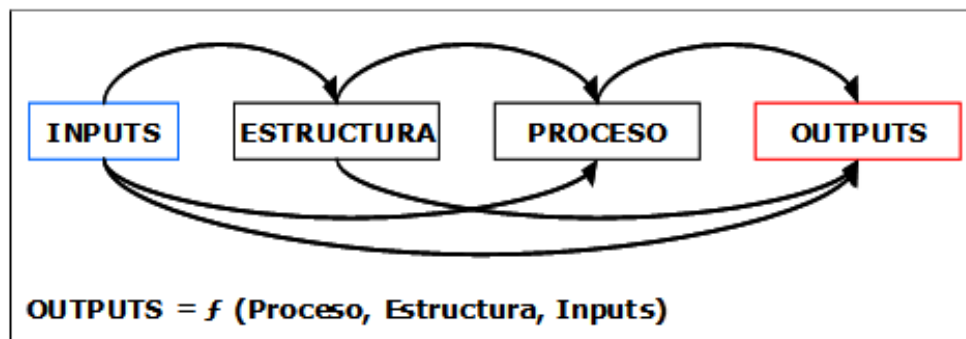 INPUTS ESTRUCTURA PROCESO OUTPUTS
OUTPUTS = ƒ (Proceso, Estructura, Inputs)